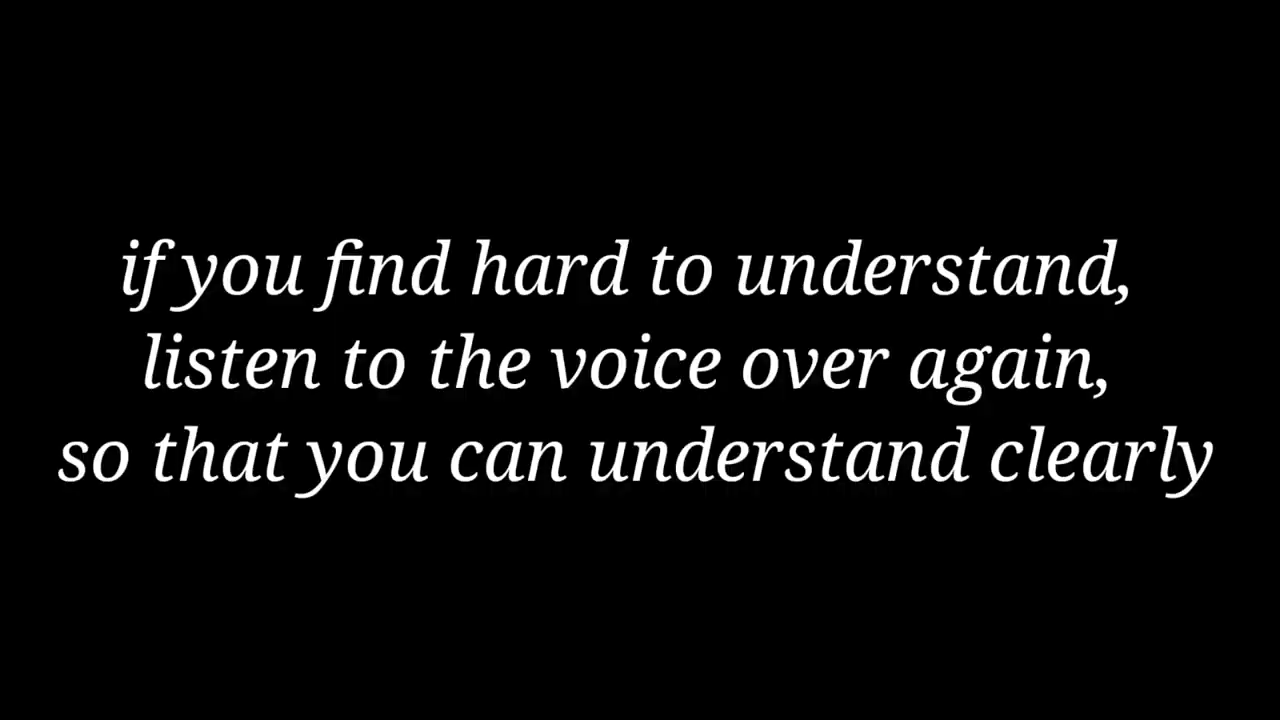 if you find hard to understand,
listen to the voice over again,
so that you can understand clearly